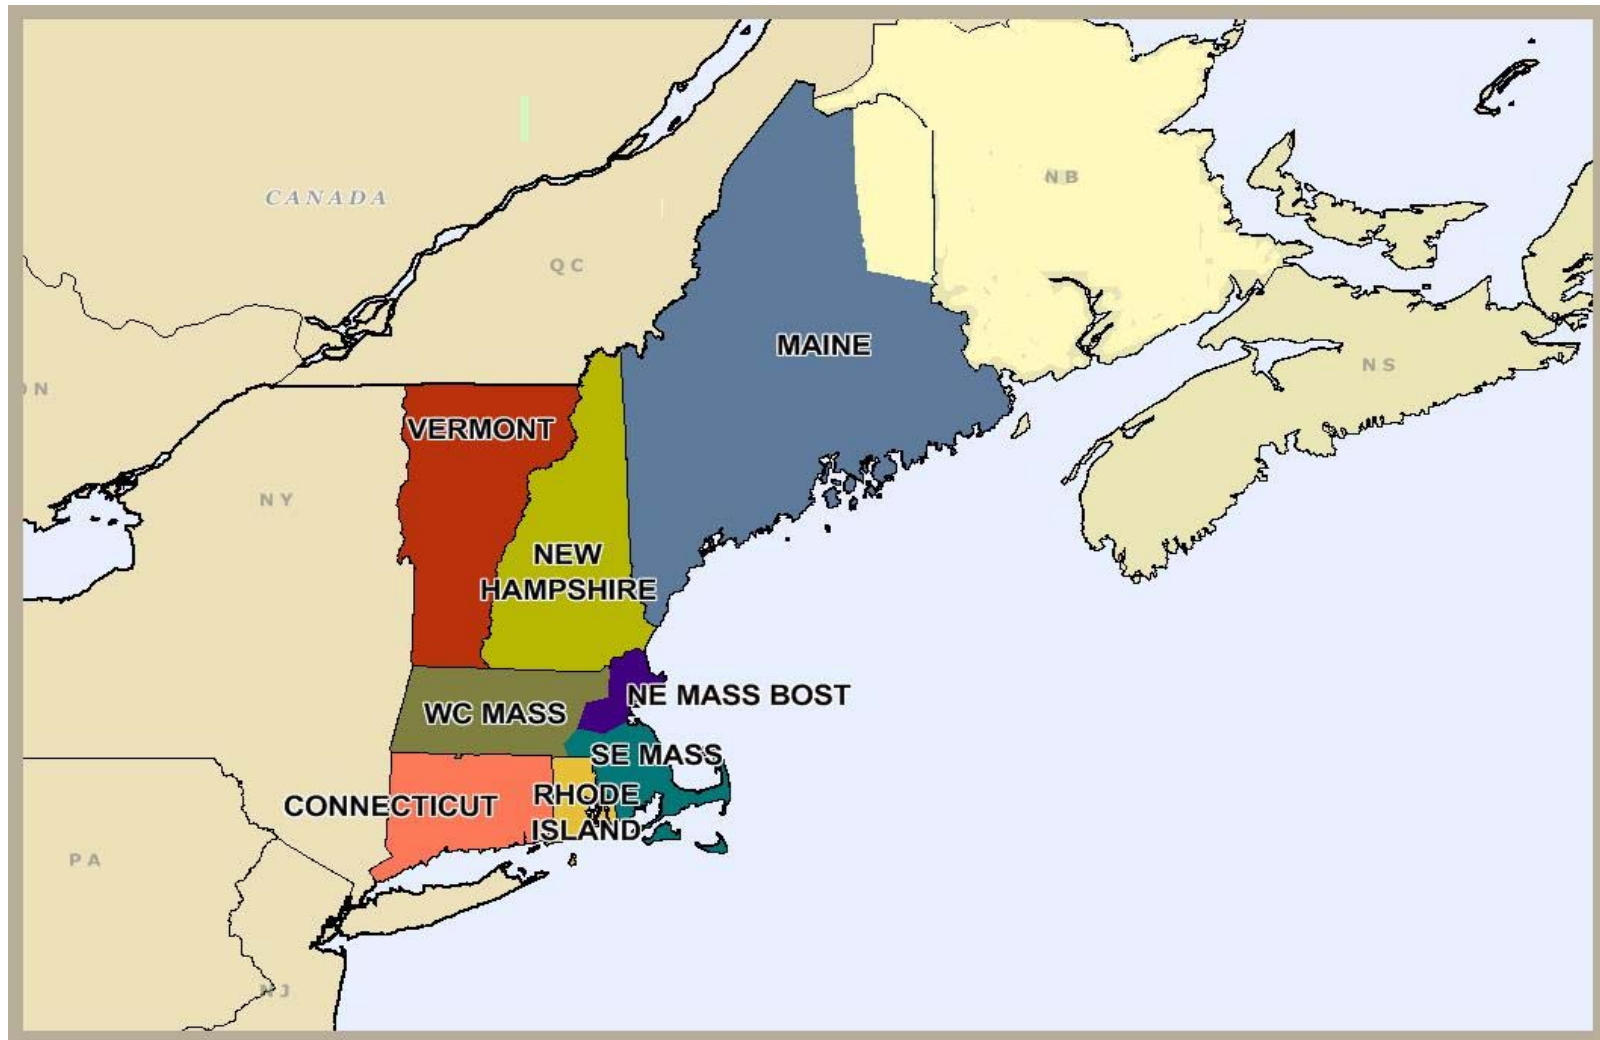 CANADA
NB
QC
MAINE
NS
ON
VERMONT
NY
NEW
HAMPSHIRE
NE MASS BOST
WC MASS
SE MASS
RHODE
CONNECTICUT
ISLAND
PA
NJ